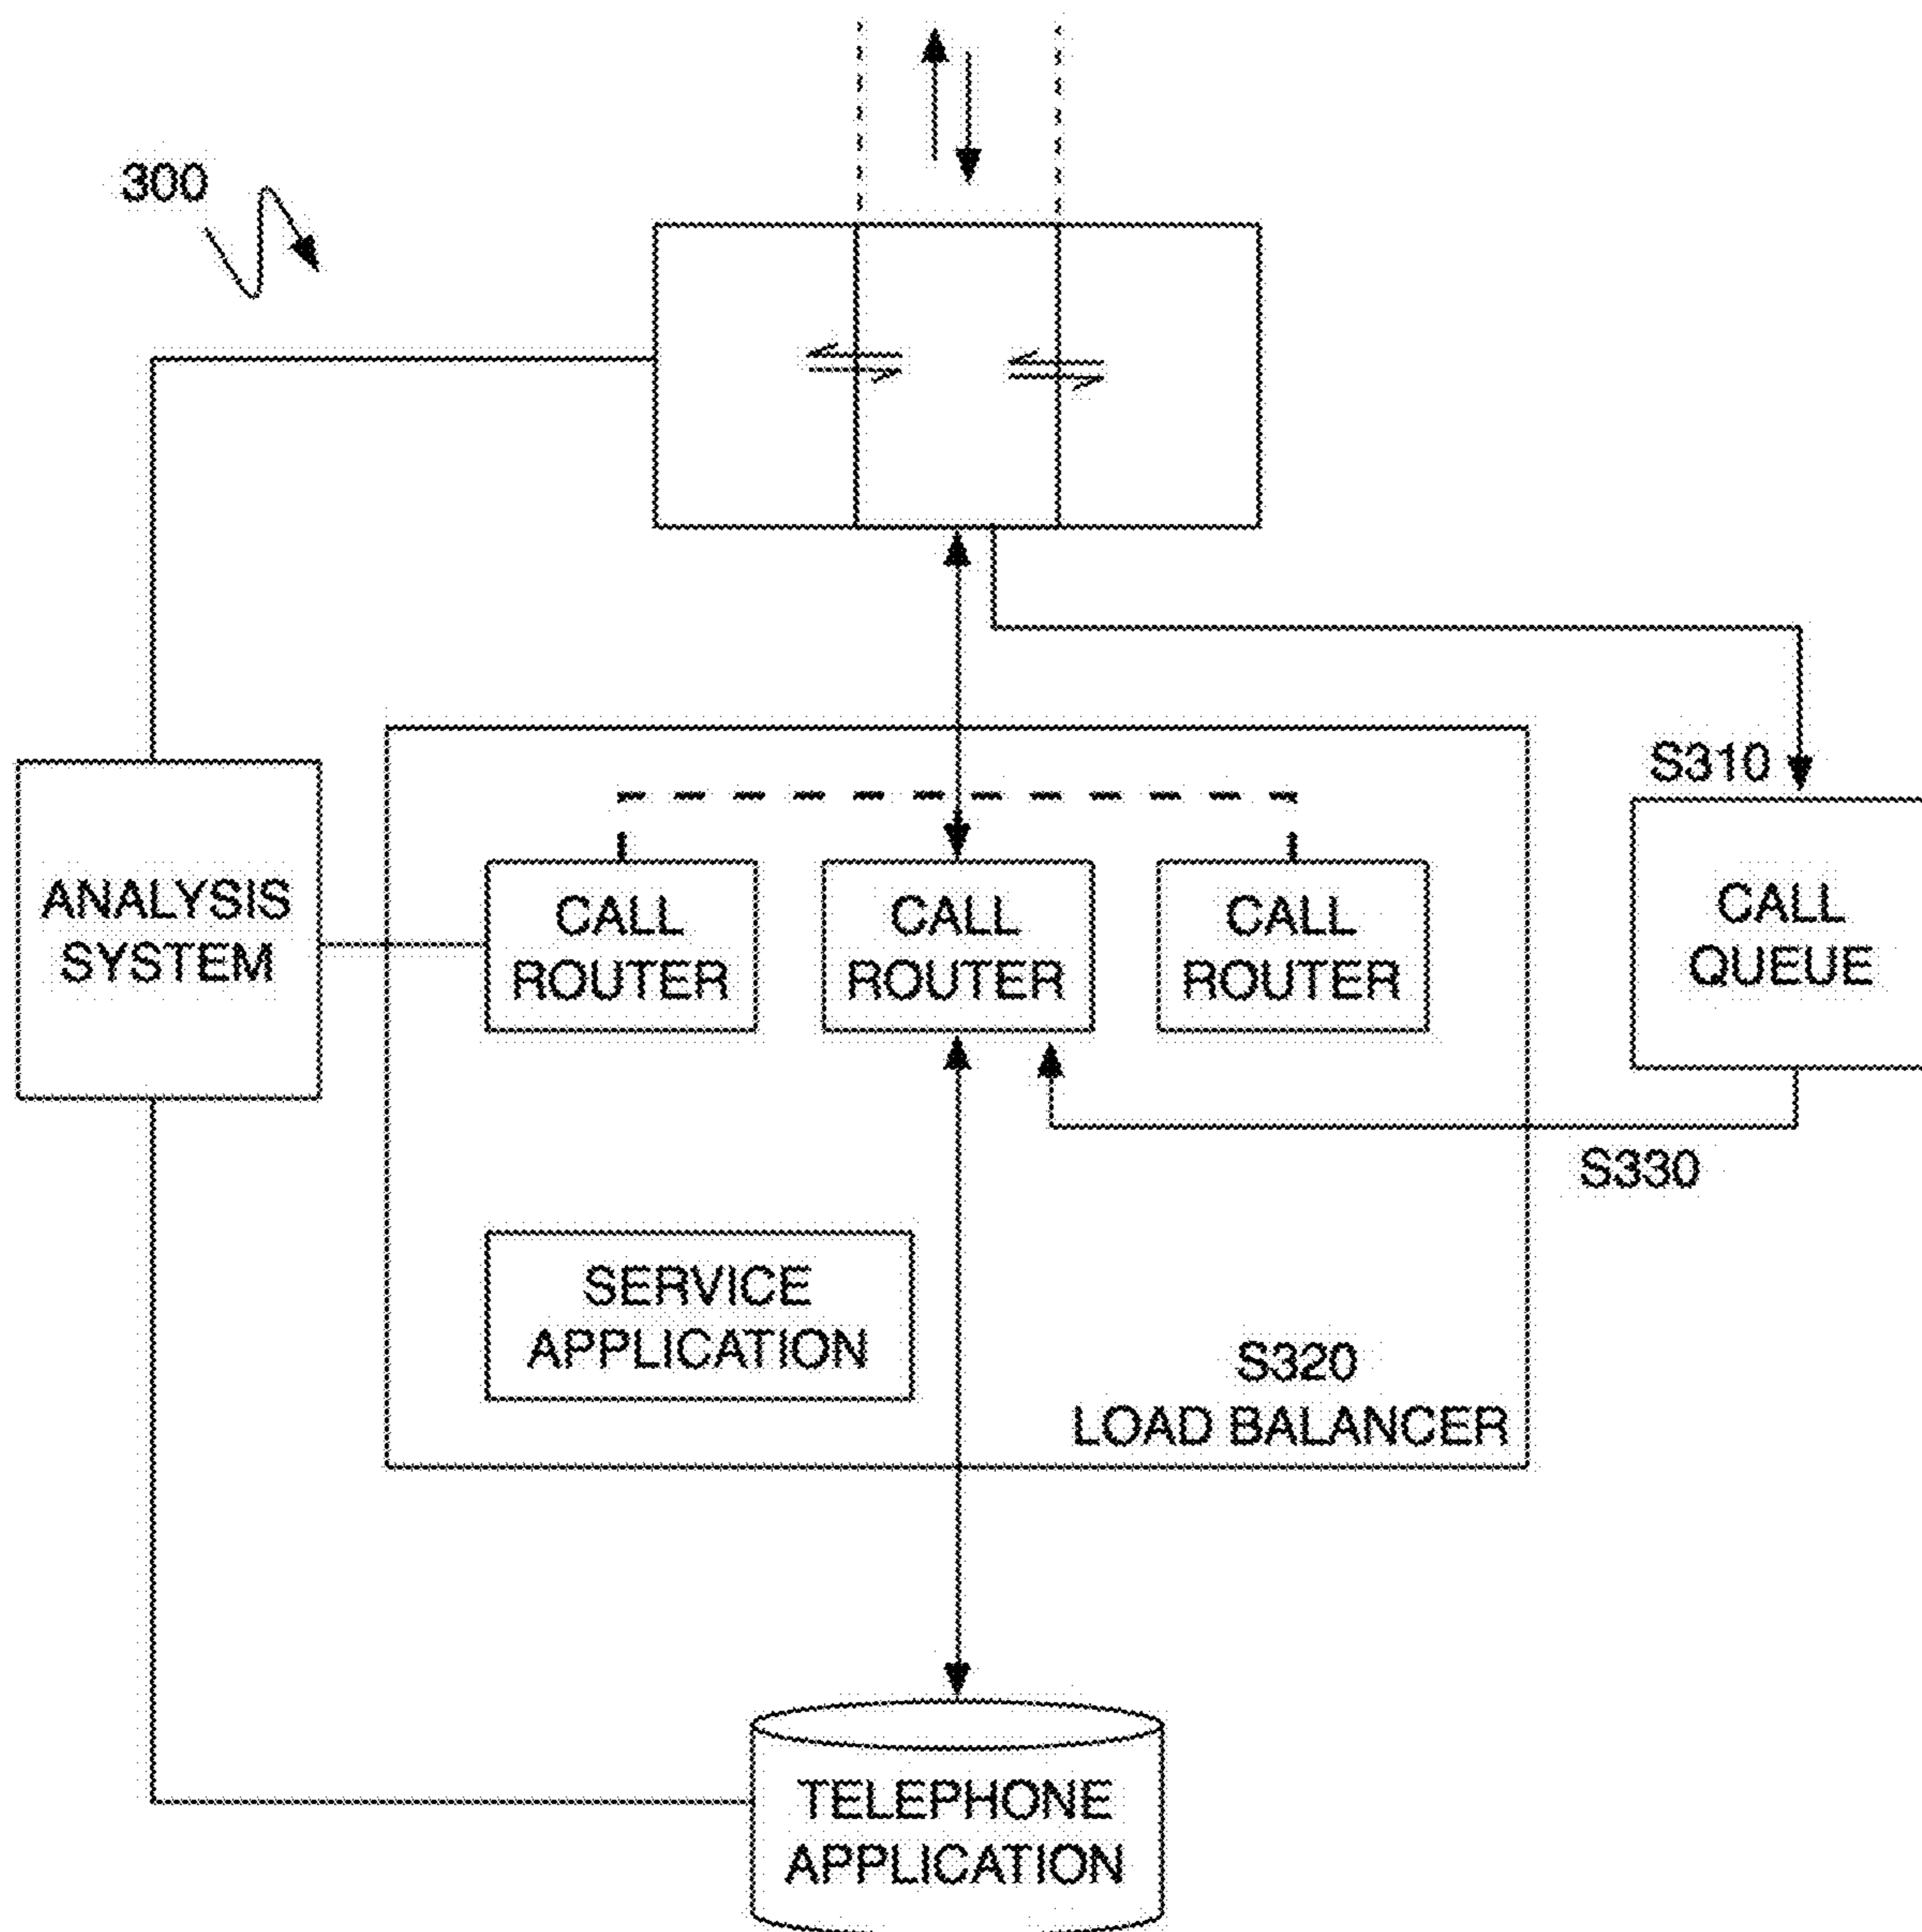 300
S310
ANALYSIS
SYSTEM
CALL
ROUTER
CALL
ROUTER
CALL
ROUTER
CALL
QUEUE
S330
SERVICE
APPLICATION
S320
LOAD BALANCER
TELEPHONE
APPLICATION